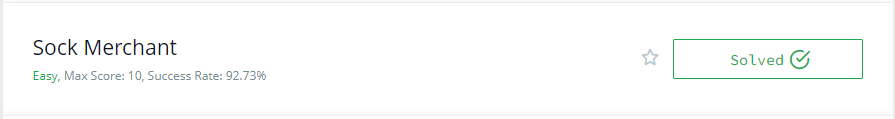 Sock Merchant
Solved
Easy, Max Score: 10, Success Rate: 92.73%